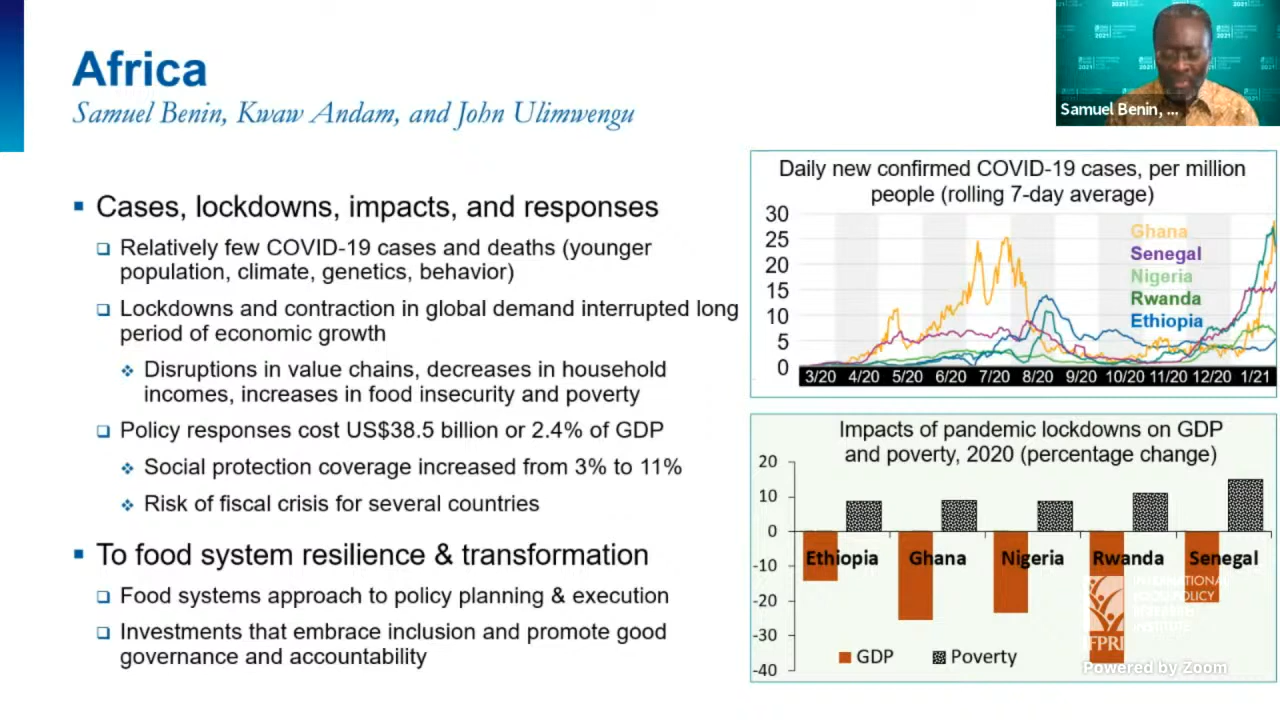 Africa
Samuel Benin, Kwaw Andam, and John Ulimwengu
Cases, lockdowns, impacts, and responses
Relatively few COVID-19 cases and deaths (younger
population, climate, genetics, behavior)
Lockdowns and contraction in global demand interrupted long
period of economic growth
Disruptions in value chains, decreases in household
incomes, increases in food insecurity and poverty
Policy responses cost US$38.5 billion or 2.4% of GDP
Social protection coverage increased from 3% to 11%
Risk of fiscal crisis for several countries
To food system resilience & transformation
Food systems approach to policy planning & execution
Investments that embrace inclusion and promote good
governance and accountability
Samuel Benin, ...
Daily new confirmed COVID-19 cases, per million
people (rolling 7-day average)
30
25
20
15
10
5
0
Ghana
Senegal
Nigeria
Rwanda
Ethiopia
3/20 4/20 5/20 6/20 7/20 8/20 9/20 10/20 11/20 12/20 1/21
Impacts of pandemic lockdowns on GDP
and poverty, 2020 (percentage change)
20
10
0
-10
-20
-30
-40
Ethiopia Ghana Nigeria Rwanda Senegal
GDP Poverty
INTERNATIONAL
FOOD POLICY
RESEARCH
INSTITUTE
IFPRI
Powered by Zoom